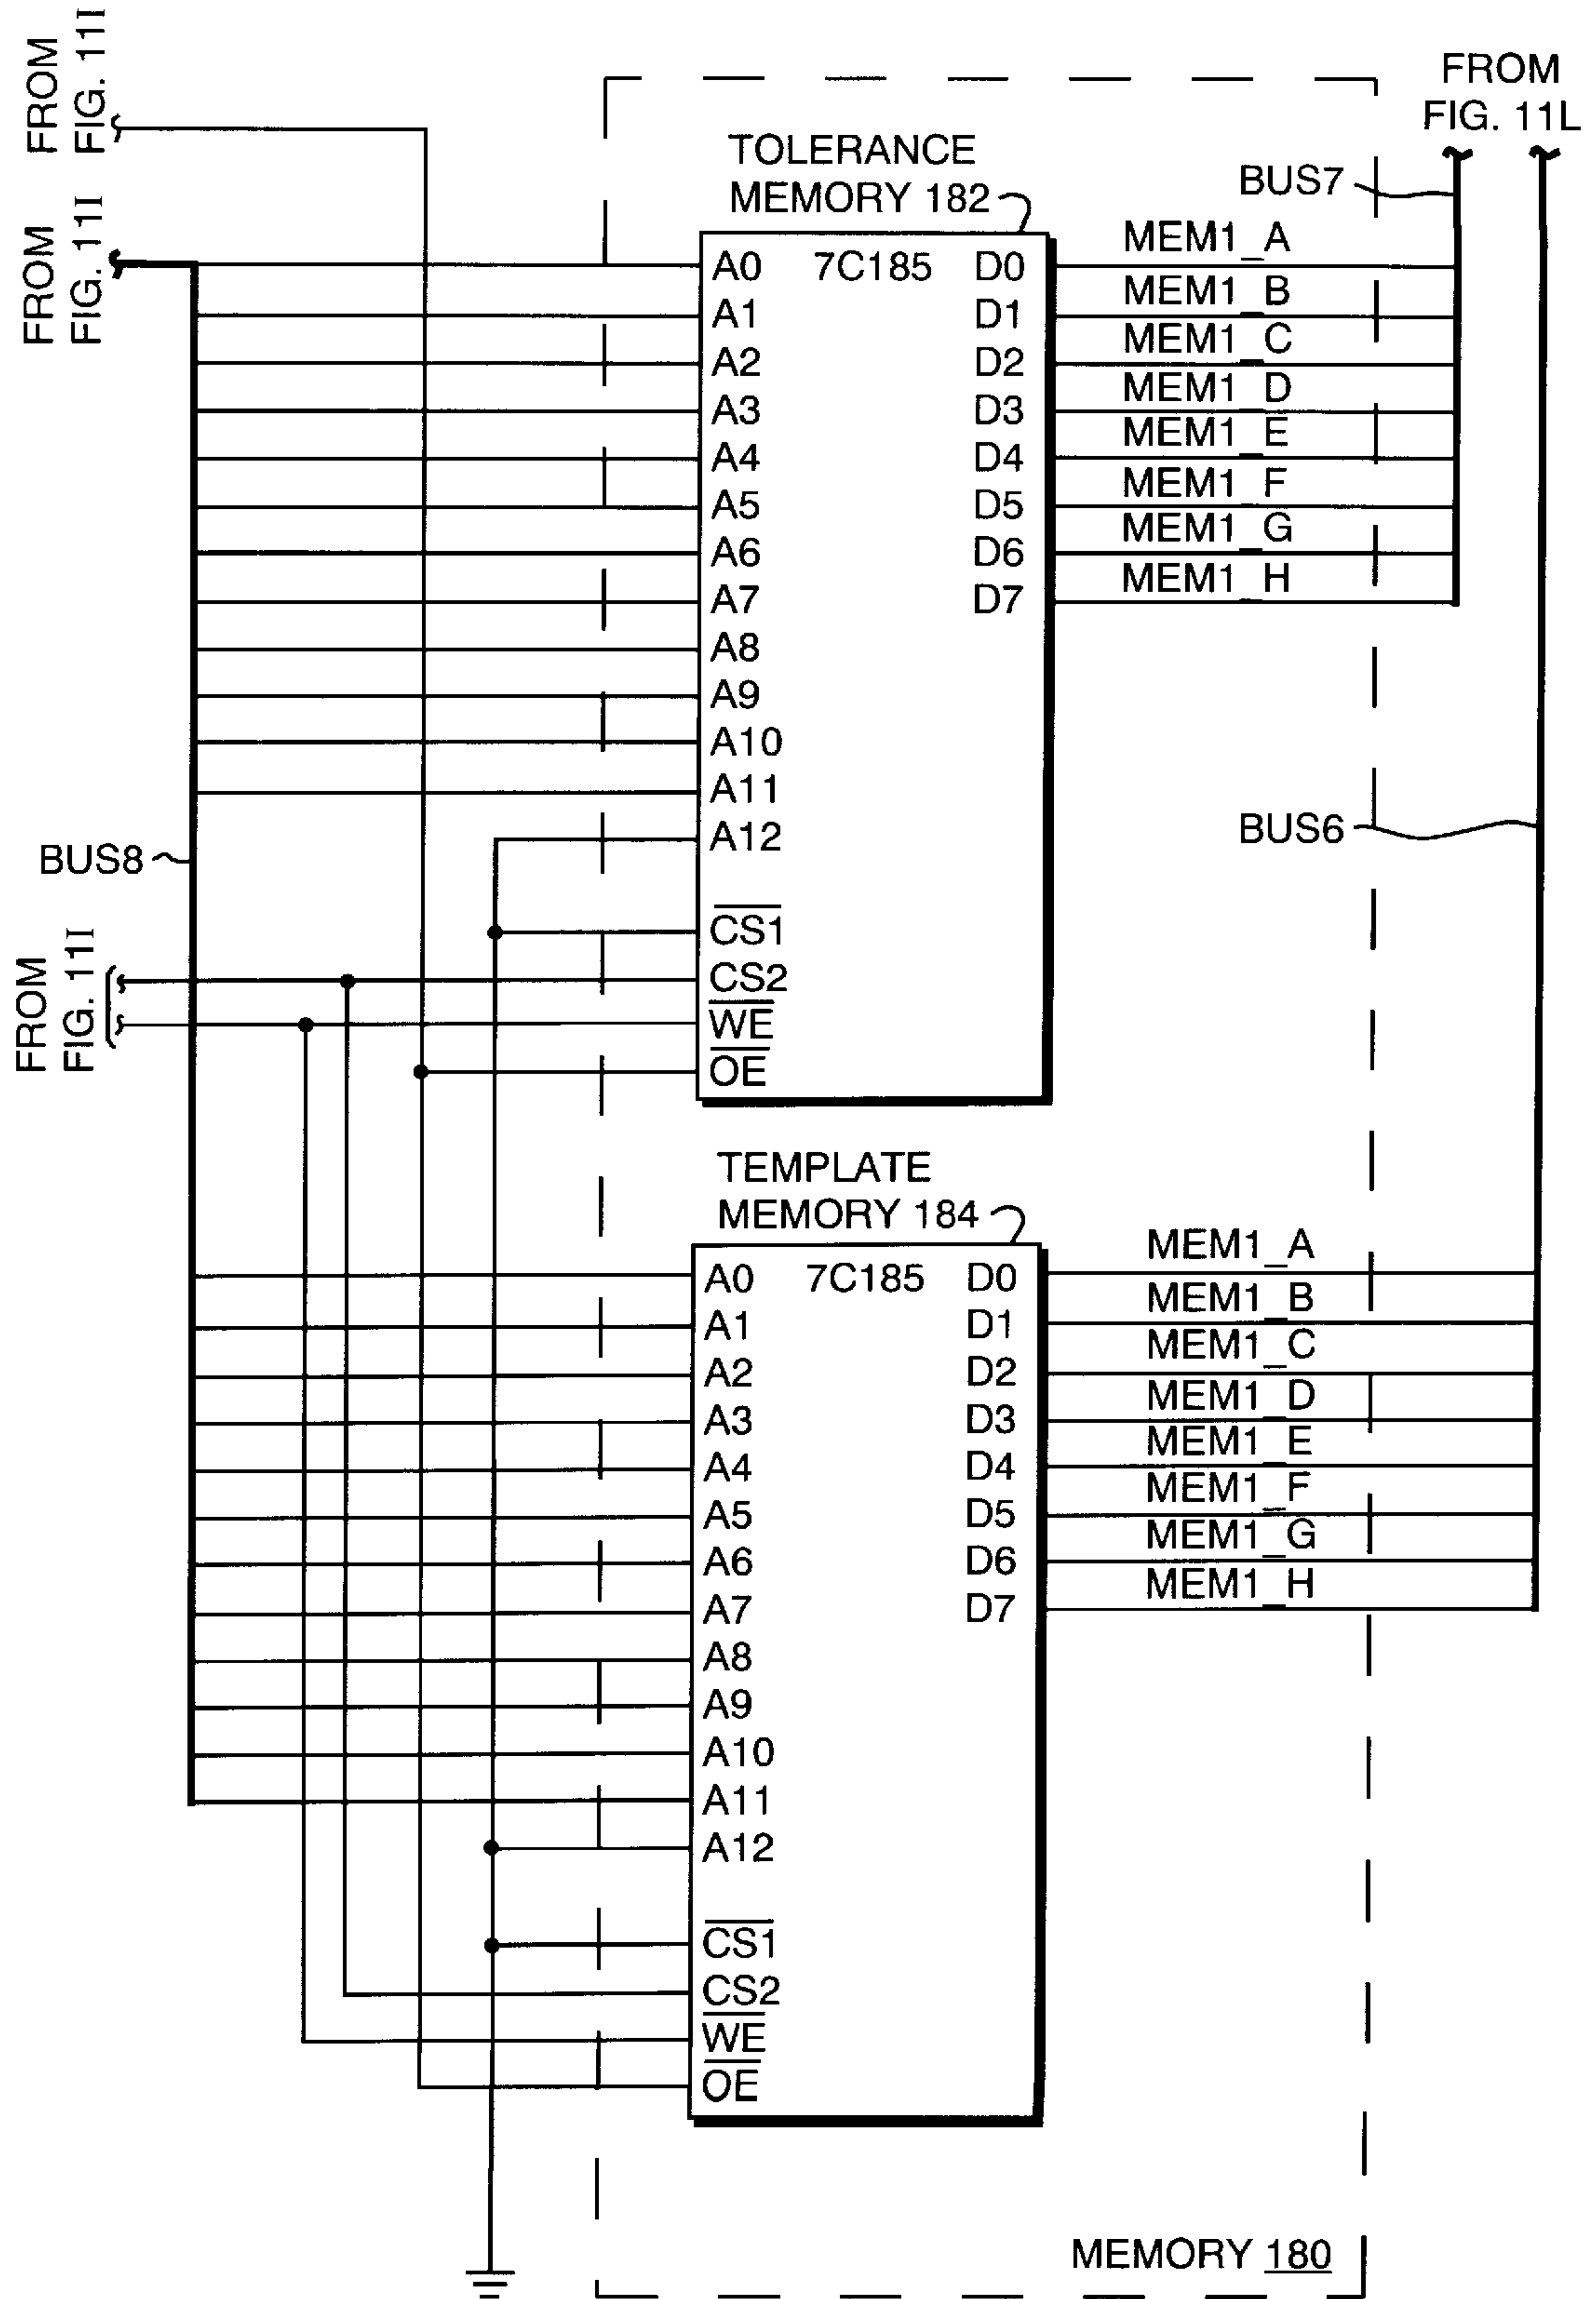 FROM
FIG. 11I
FROM
FIG. 11I
FROM
FIG. 11L
TOLERANCE
MEMORY 182
BUS7
7C185
A0
A1
A2
A3
A4
A5
A6
A7
A8
A9
A10
A11
A12
CS1
CS2
WE
OE
D0
D1
D2
D3
D4
D5
D6
D7
MEM1_A
MEM1_B
MEM1_C
MEM1_D
MEM1_E
MEM1_F
MEM1_G
MEM1_H
BUS6
BUS8
FROM
FIG. 11I
TEMPLATE
MEMORY 184
7C185
A0
A1
A2
A3
A4
A5
A6
A7
A8
A9
A10
A11
A12
CS1
CS2
WE
OE
D0
D1
D2
D3
D4
D5
D6
D7
MEM1_A
MEM1_B
MEM1_C
MEM1_D
MEM1_E
MEM1_F
MEM1_G
MEM1_H
MEMORY 180